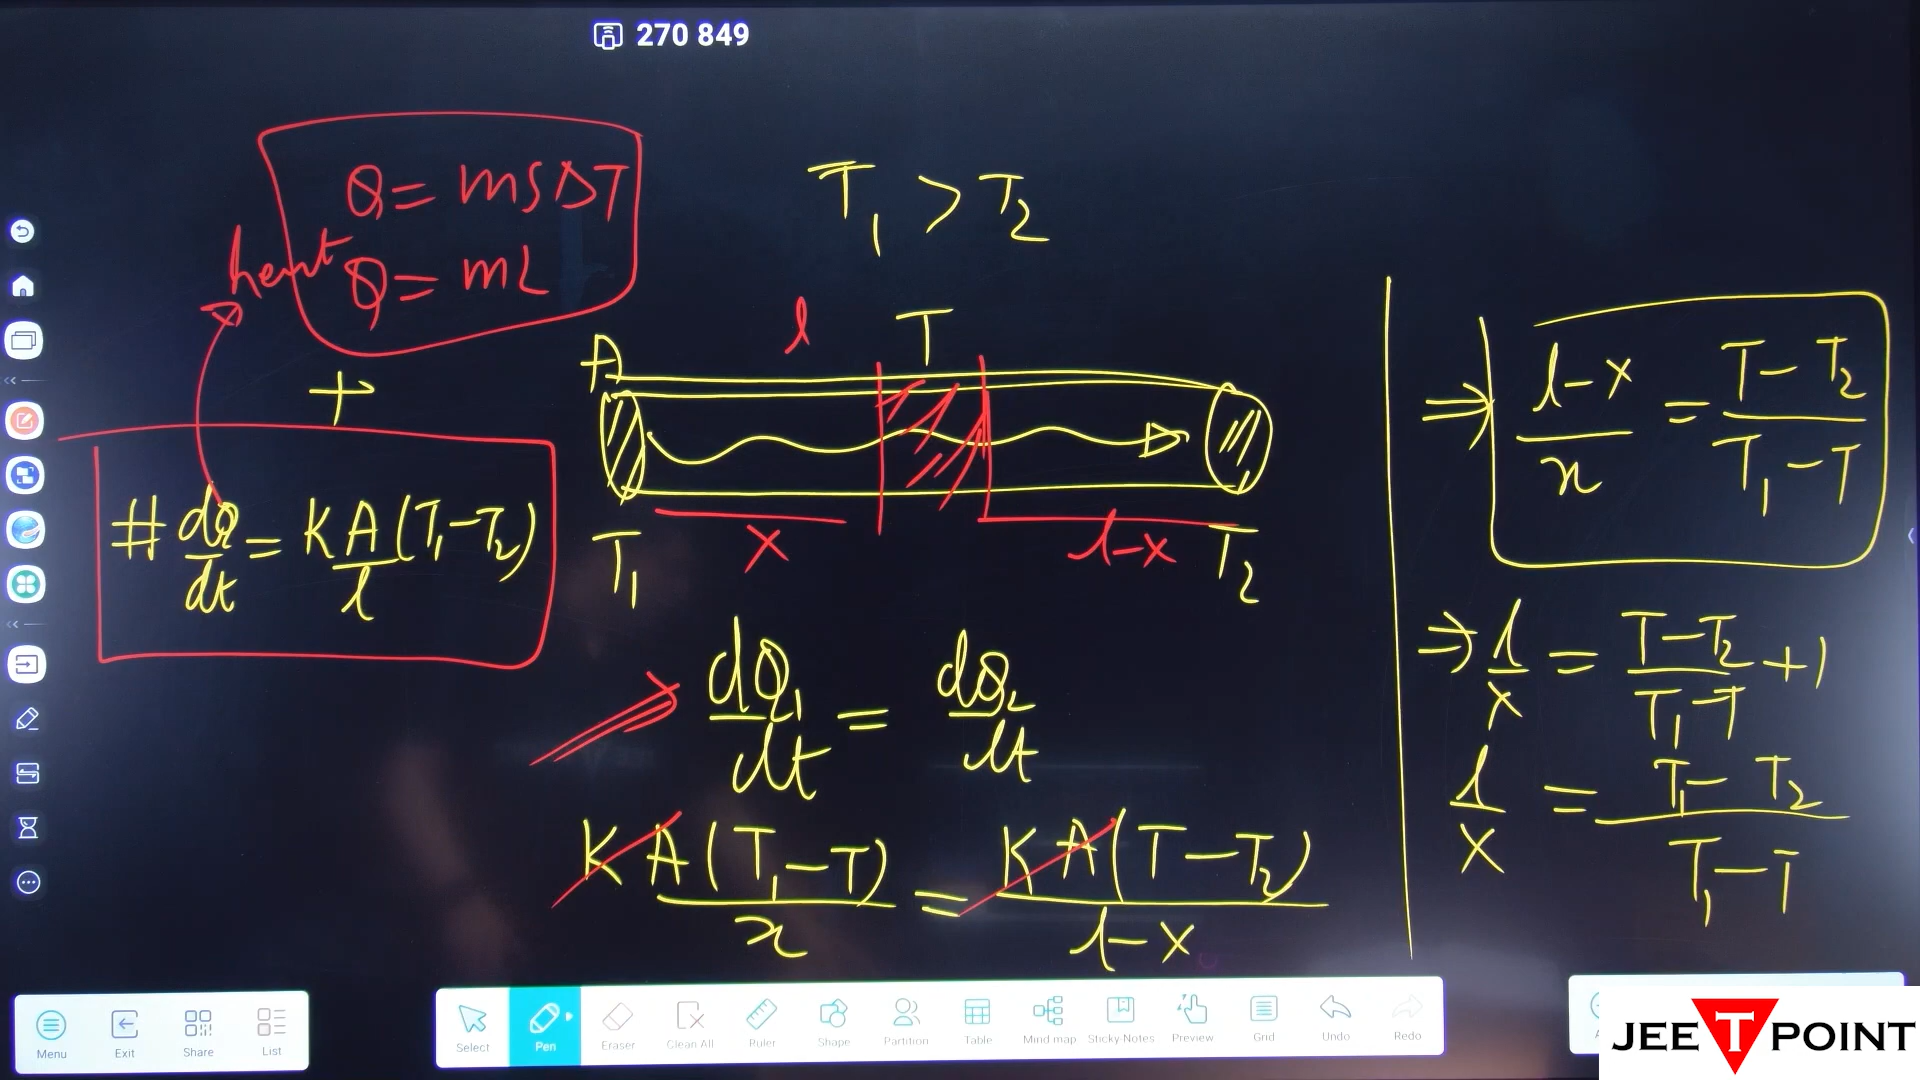 270 849
Q = msΔT
heat
Q = mL
+
# dQ/dt = KA/l (T₁-T₂)
T₁ > T₂
l
T
A
x
l-x
T₁
T₂
dQ₁/dt = dQ₂/dt
KA(T₁-T)/x = KA(T-T₂)/l-x
⇒ l-x/x = T-T₂/T₁-T
⇒ l/x = T-T₂/T₁-T +1
l/x = T₁-T₂/T₁-T
Menu
Exit
Share
List
Select
Pen
Eraser
Clean All
Ruler
Shape
Partition
Table
Mind map
Sticky-Notes
Preview
Grid
Undo
Redo
JEE T POINT